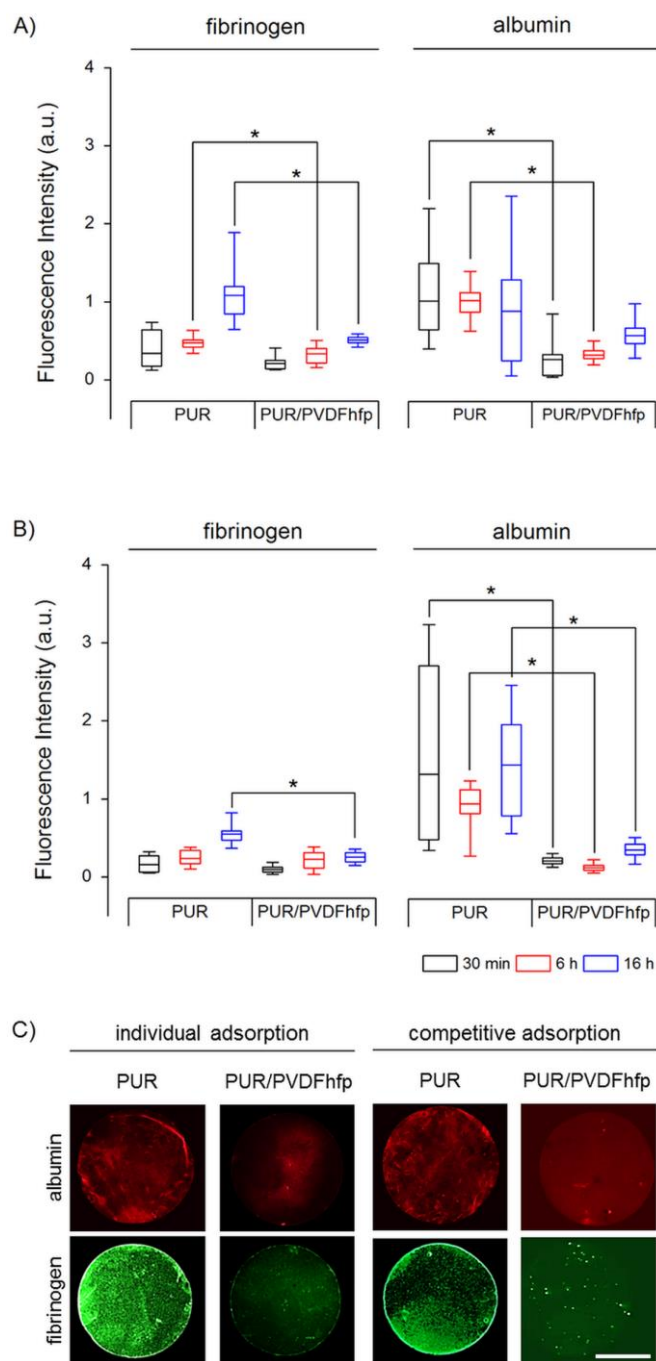 A)
fibrinogen albumin
Fluorescence Intensity (a.u.)
4
3
2
1
0
* * * *
PUR PUR/PVDFhfp PUR PUR/PVDFhfp
B)
fibrinogen albumin
Fluorescence Intensity (a.u.)
4
3
2
1
0
* * * *
PUR PUR/PVDFhfp PUR PUR/PVDFhfp
30 min 6 h 16 h
C)
individual adsorption competitive adsorption
PUR PUR/PVDFhfp PUR PUR/PVDFhfp
albumin
fibrinogen